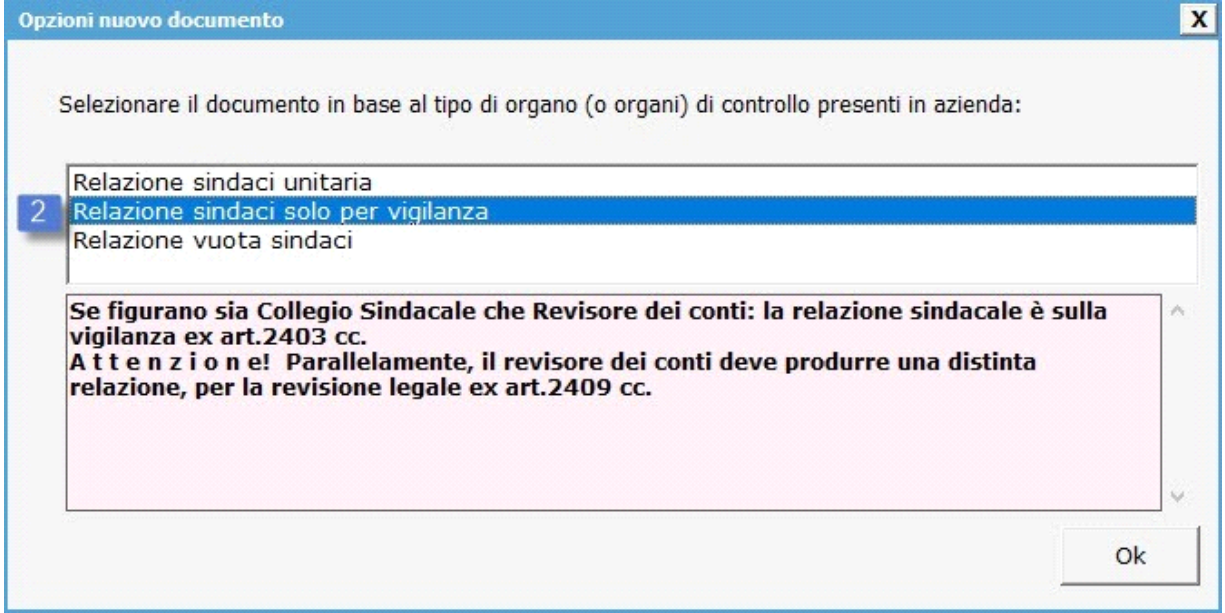 Opzioni nuovo documento
X
Selezionare il documento in base al tipo di organo (o organi) di controllo presenti in azienda:
Relazione sindaci unitaria
2
Relazione sindaci solo per vigilanza
Relazione vuota sindaci
Se figurano sia Collegio Sindacale che Revisore dei conti: la relazione sindacale è sulla
vigilanza ex art.2403 cc.
A t t e n z i o n e! Parallelamente, il revisore dei conti deve produrre una distinta
relazione, per la revisione legale ex art.2409 cc.
Ok